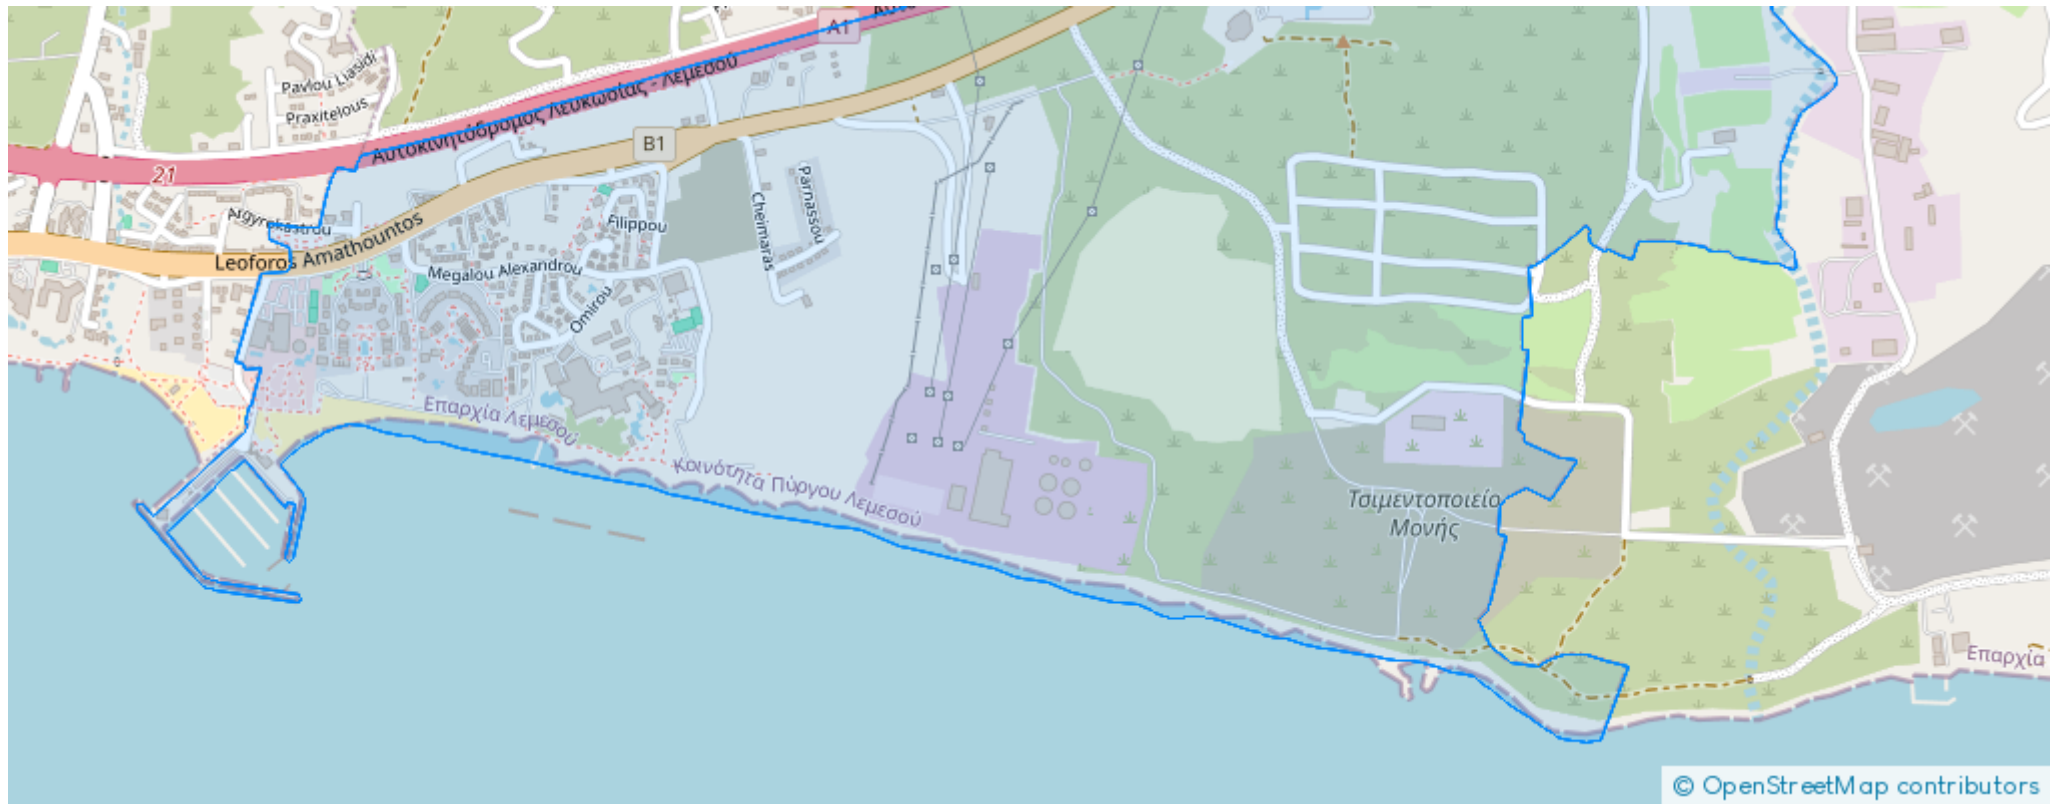 A1
Αυτοκινητόδρομος Λευκωσίας - Λεμεσού
Pavlou Liasidi
Praxitelous
B1
21
Argyrokastrou
Leoforos Amathountos
Filippou
Parnassou
Cheimaras
Megalou Alexandrou
Omirou
Επαρχία Λεμεσού
Κοινότητα Πύργου Λεμεσού
Τσιμεντοποιείο
Μονής
Επαρχία
© OpenStreetMap contributors